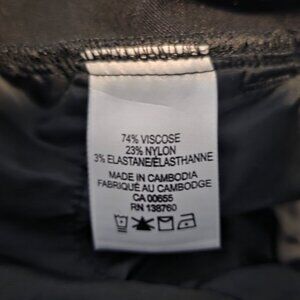 74% VISCOSE
23% NYLON
3% ELASTANE/ÉLASTHANNE
MADE IN CAMBODIA
FABRIQUÉ AU CAMBODGE
CA 00655
RN 138760